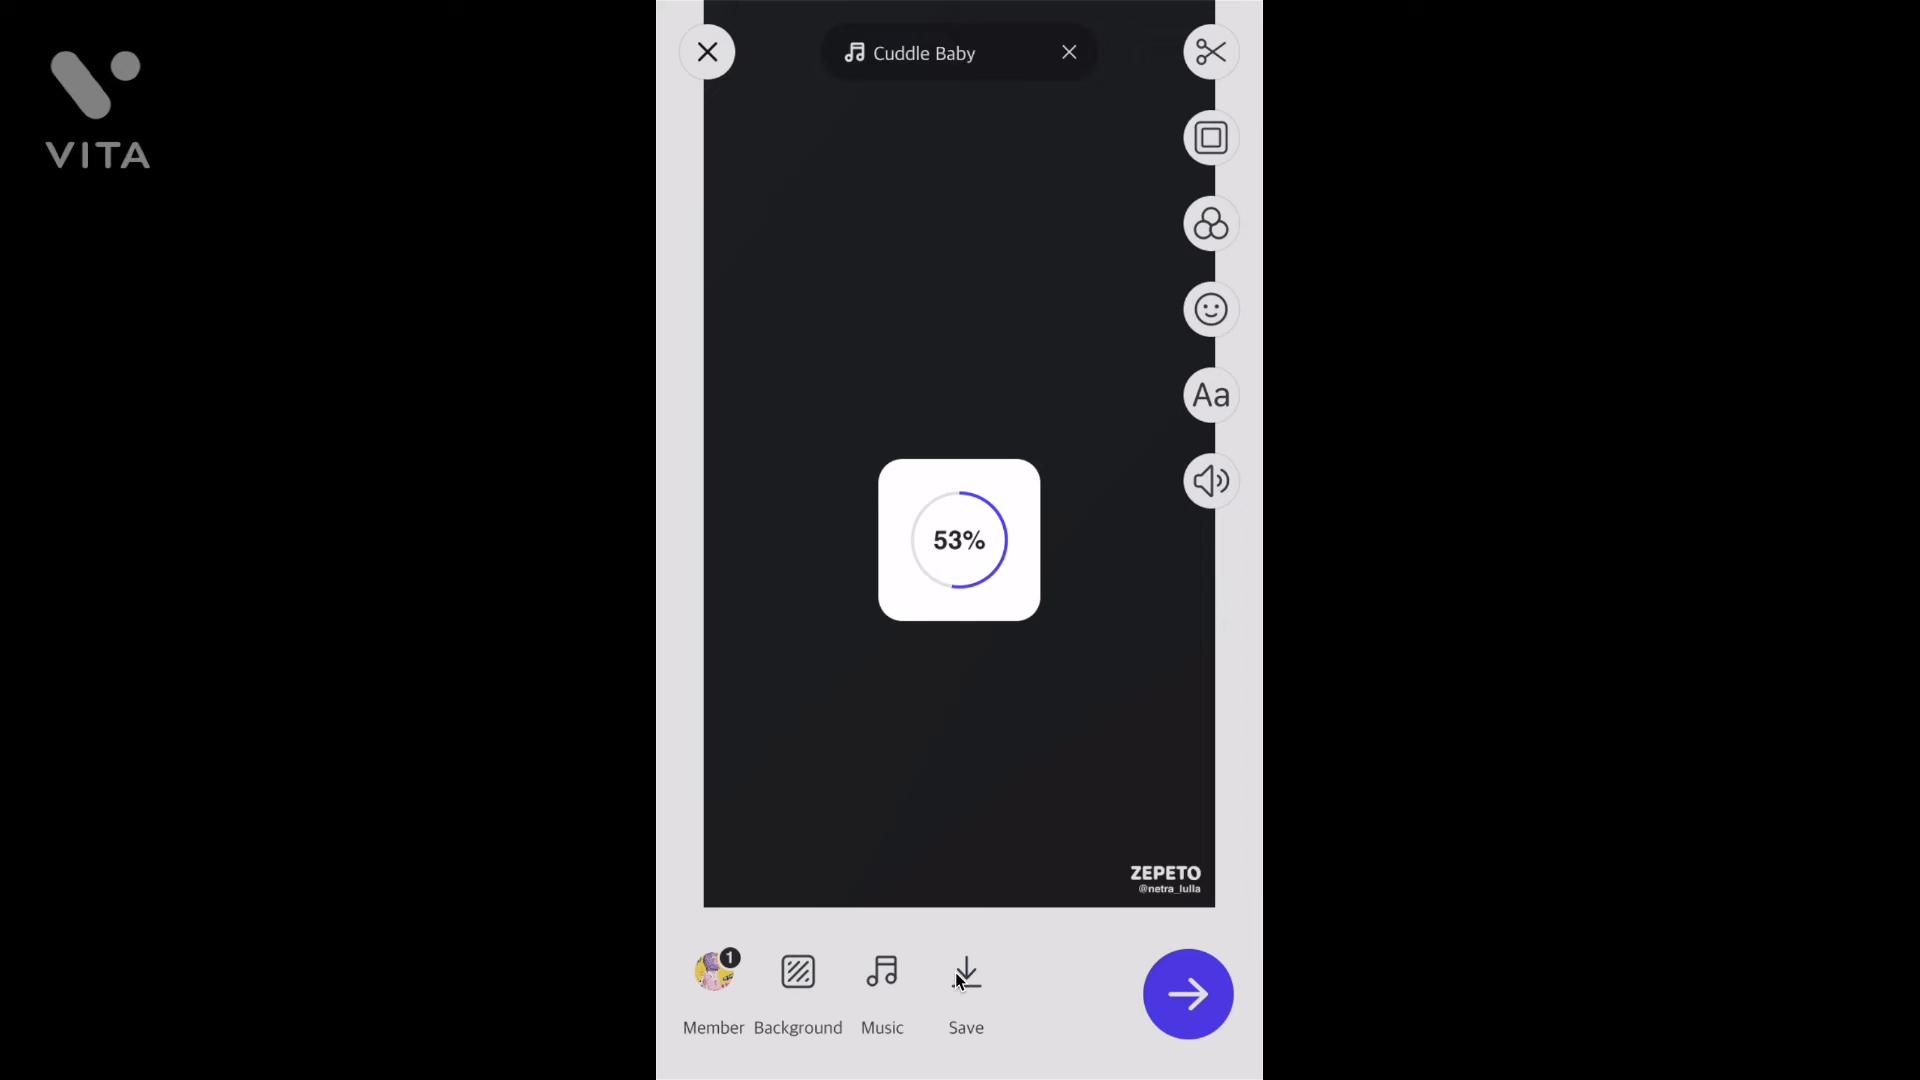 VITA
Cuddle Baby
Aa
53%
ZEPETO
@netra_lulla
1
Member Background Music Save